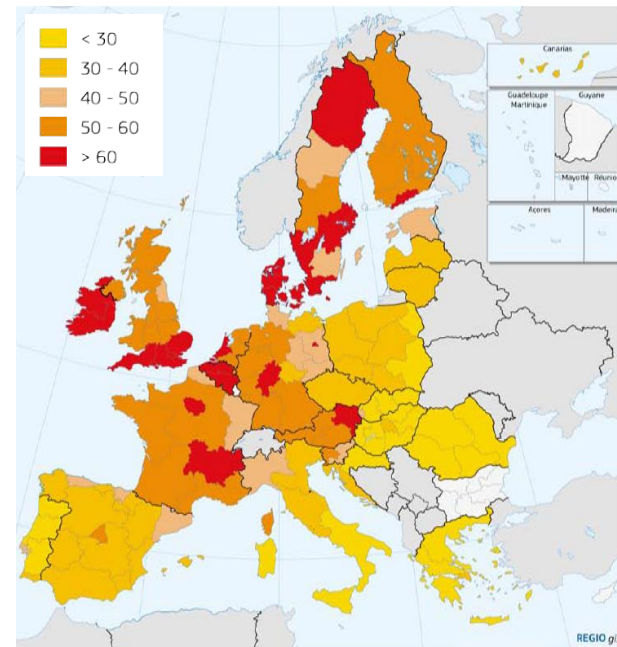 < 30
30 - 40
40 - 50
50 - 60
> 60
Canarias
Guadeloupe
Martinique
Guyane
Mayotte
Réunion
Açores
Madeira
REGIO